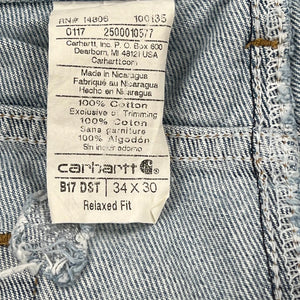 RN# 14806 100135
0117 2500010577
Carhartt, Inc. P.O. Box 600
Dearborn, MI 48121 USA
Carhartt.com
Made in Nicaragua
Fabriqué au Nicaragua
Hecho en Nicaragua
100% Cotton
Exclusive of Trimming
100% Coton
Sans garniture
100% Algodón
Sin incluir adorno
carhartt
B17 DST 34 X 30
Relaxed Fit